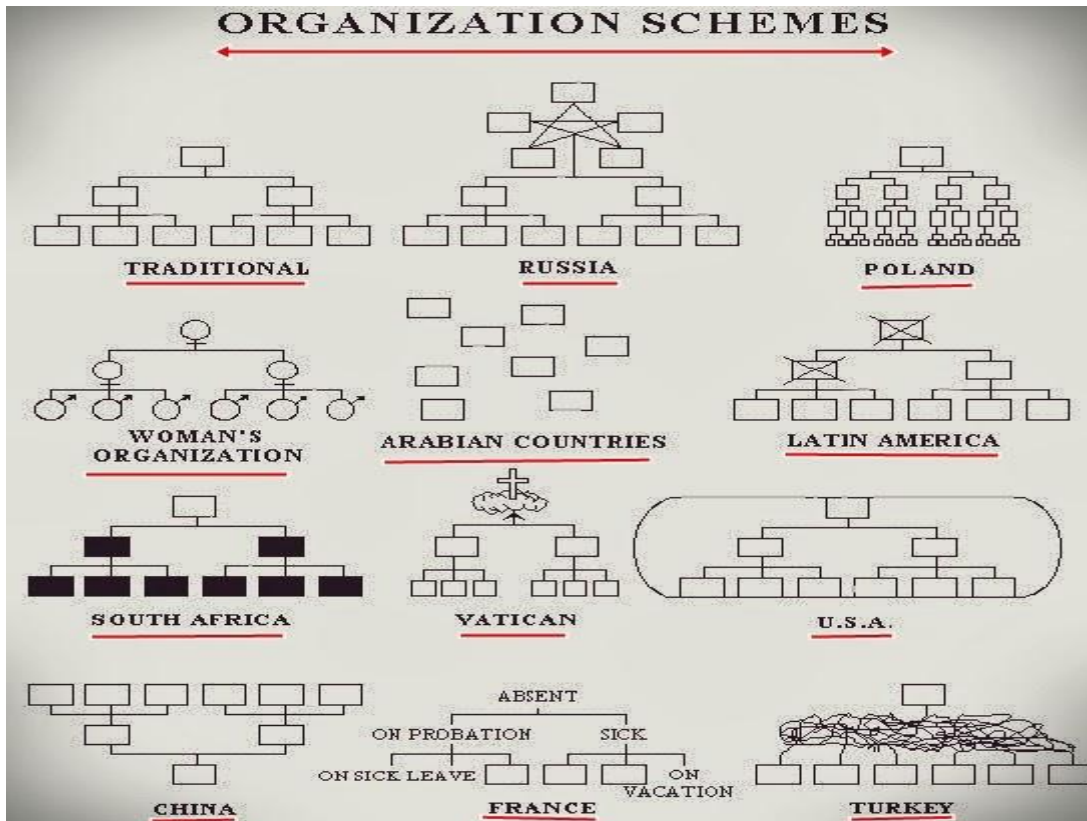 ORGANIZATION SCHEMES
TRADITIONAL
RUSSIA
POLAND
WOMAN'S
ORGANIZATION
ARABIAN COUNTRIES
LATIN AMERICA
SOUTH AFRICA
VATICAN
U.S.A.
ABSENT
ON PROBATION
SICK
ON SICK LEAVE
ON
VACATION
CHINA
FRANCE
TURKEY